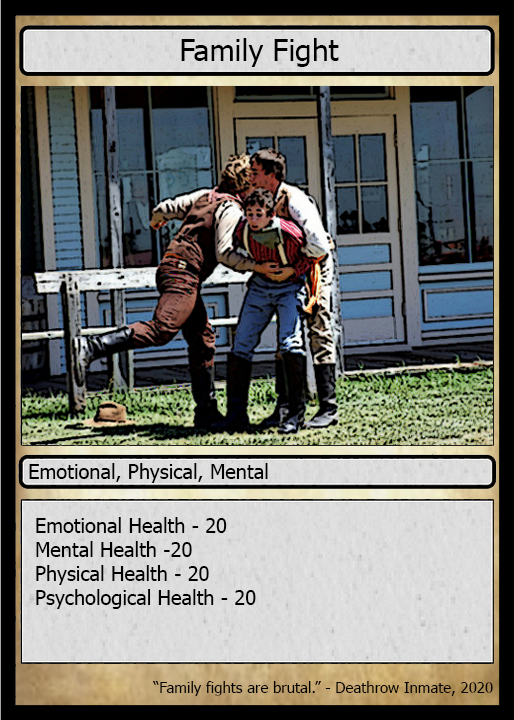 Family Fight
Emotional, Physical, Mental
Emotional Health - 20
Mental Health -20
Physical Health - 20
Psychological Health - 20
“Family fights are brutal.” - Deathrow Inmate, 2020